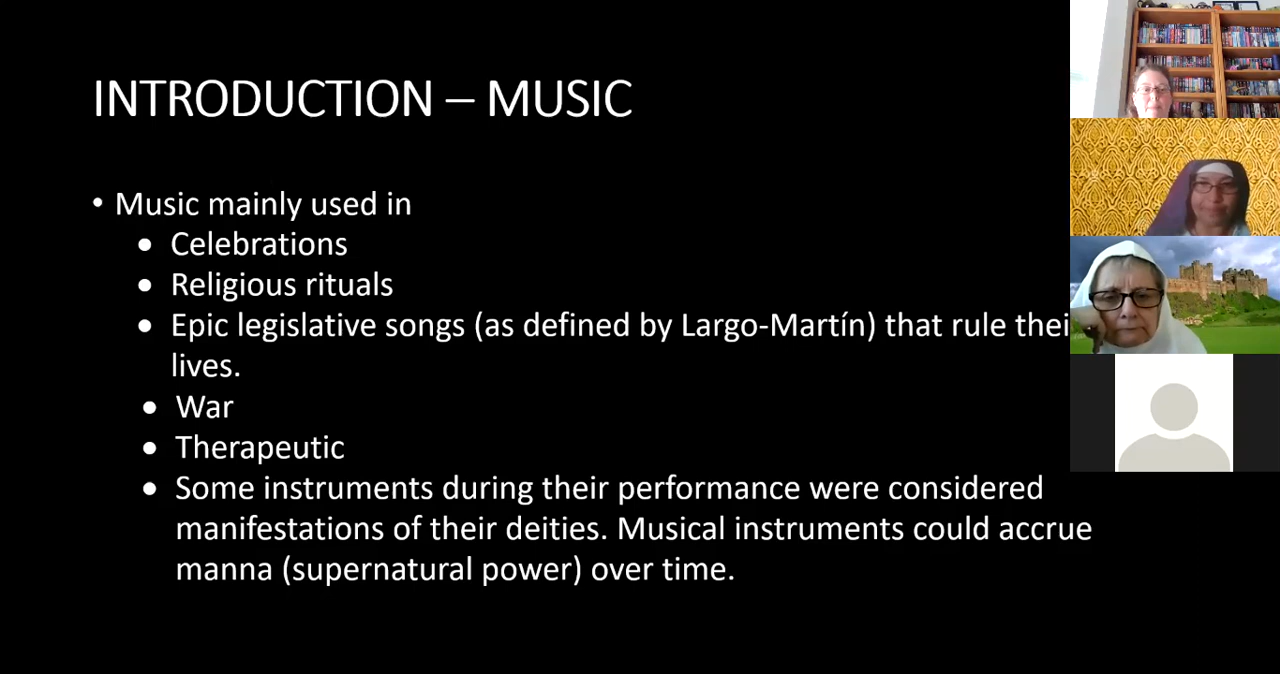 INTRODUCTION – MUSIC
• Music mainly used in
• Celebrations
• Religious rituals
• Epic legislative songs (as defined by Largo-Martín) that rule thei
lives.
• War
• Therapeutic
• Some instruments during their performance were considered
manifestations of their deities. Musical instruments could accrue
manna (supernatural power) over time.